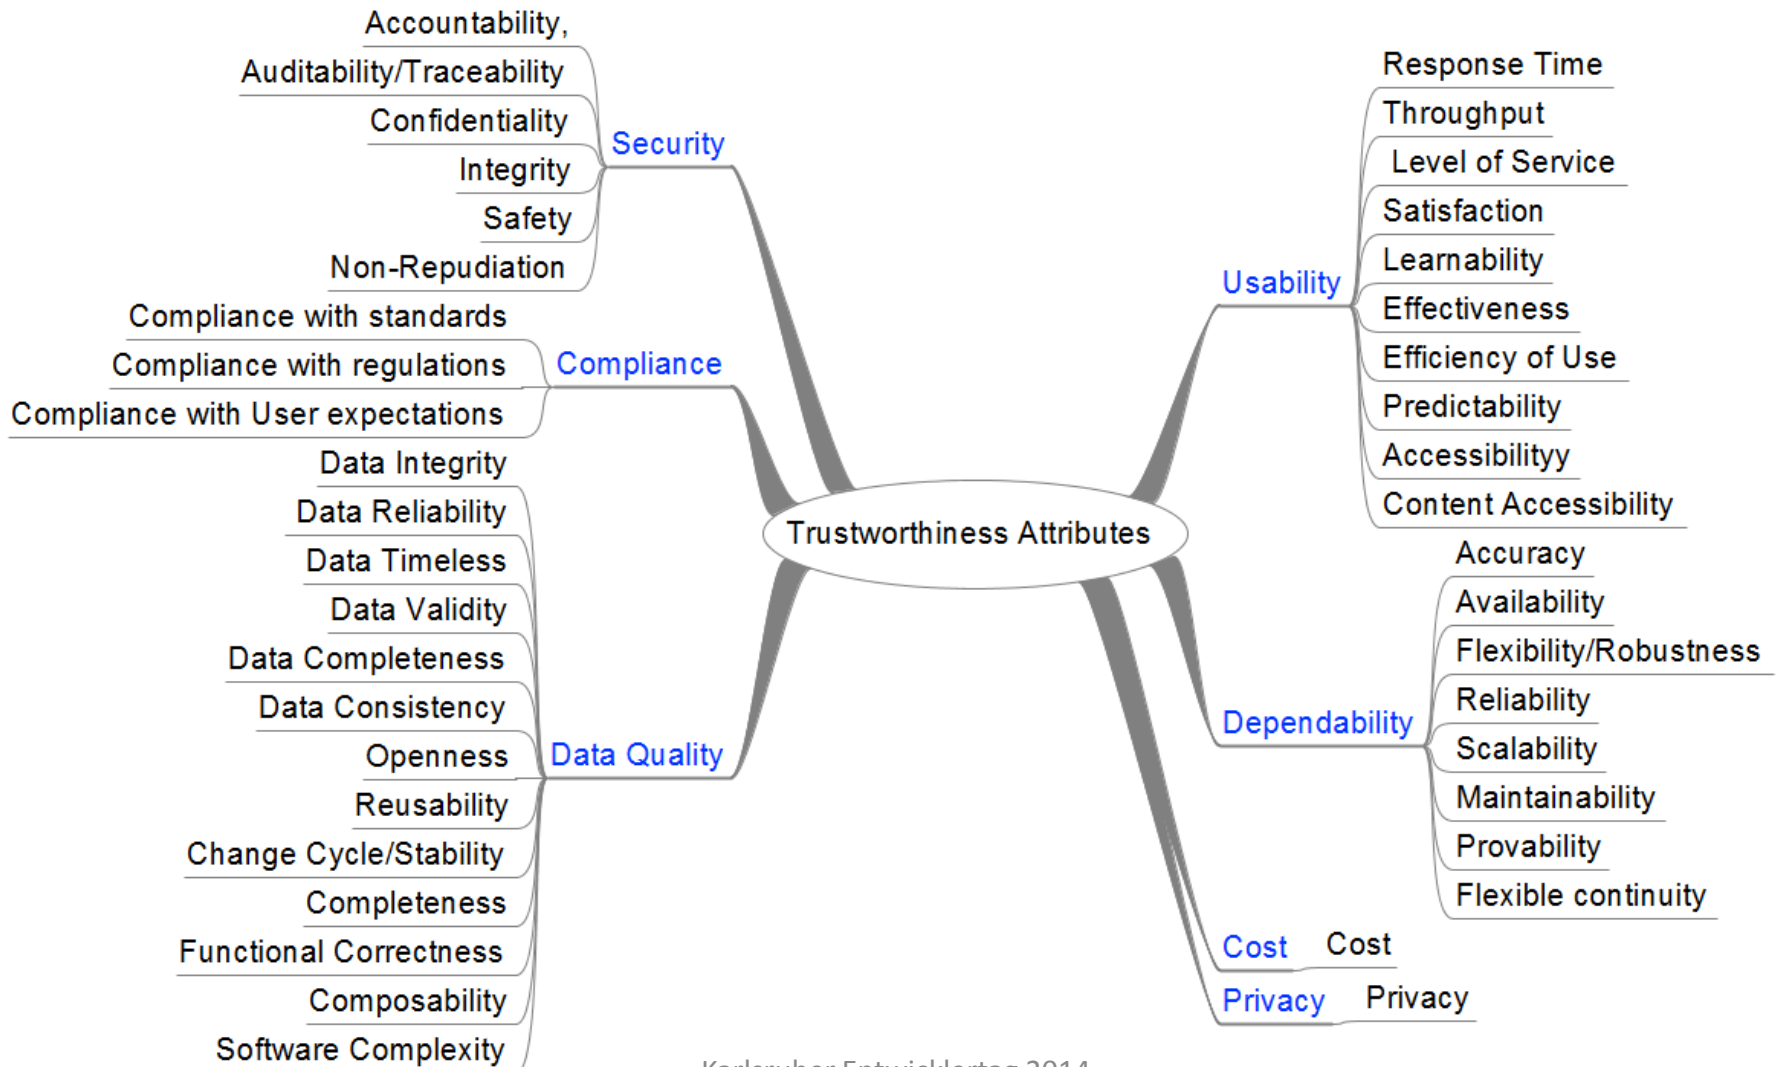 Accountability,
Auditability/Traceability
Confidentiality
Integrity
Safety
Non-Repudiation
Security
Compliance with standards
Compliance with regulations
Compliance with User expectations
Compliance
Data Integrity
Data Reliability
Data Timeless
Data Validity
Data Completeness
Data Consistency
Openness
Reusability
Change Cycle/Stability
Completeness
Functional Correctness
Composability
Software Complexity
Data Quality
Trustworthiness Attributes
Usability
Response Time
Throughput
Level of Service
Satisfaction
Learnability
Effectiveness
Efficiency of Use
Predictability
Accessibilityy
Content Accessibility
Dependability
Accuracy
Availability
Flexibility/Robustness
Reliability
Scalability
Maintainability
Provability
Flexible continuity
Cost
Cost
Privacy
Privacy
Karlsruher Entwicklertag 2014